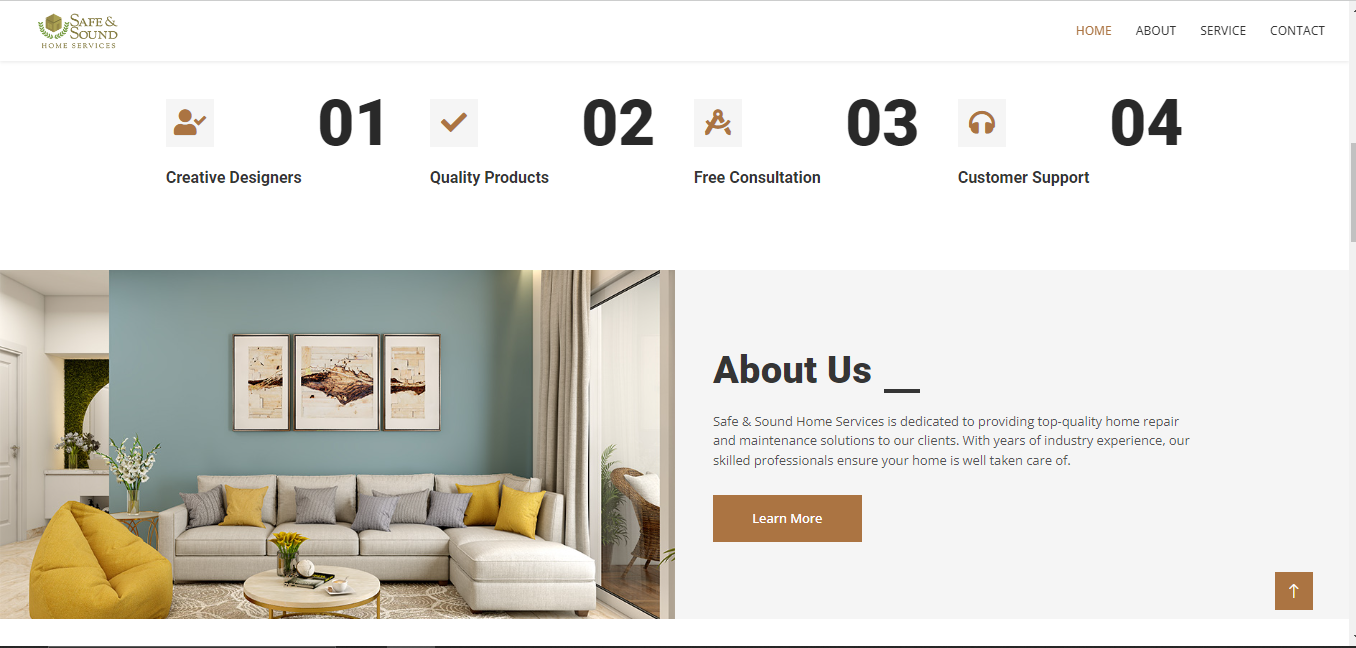 SAFE &
SOUND
HOME SERVICES
HOME ABOUT SERVICE CONTACT
01 02 03 04
Creative Designers Quality Products Free Consultation Customer Support
About Us
Safe & Sound Home Services is dedicated to providing top-quality home repair
and maintenance solutions to our clients. With years of industry experience, our
skilled professionals ensure your home is well taken care of.
Learn More